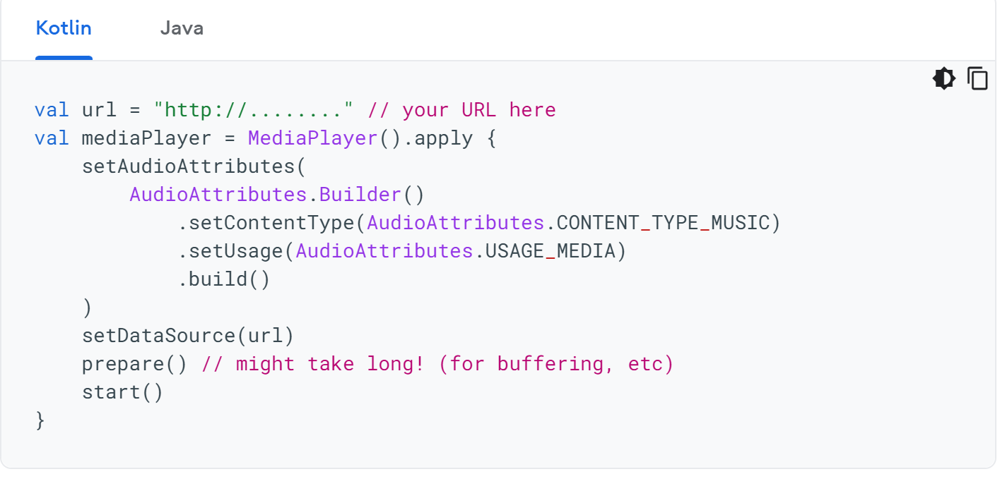 Kotlin Java
val url = "http://........" // your URL here
val mediaPlayer = MediaPlayer().apply {
    setAudioAttributes(
        AudioAttributes.Builder()
            .setContentType(AudioAttributes.CONTENT_TYPE_MUSIC)
            .setUsage(AudioAttributes.USAGE_MEDIA)
            .build()
    )
    setDataSource(url)
    prepare() // might take long! (for buffering, etc)
    start()
}